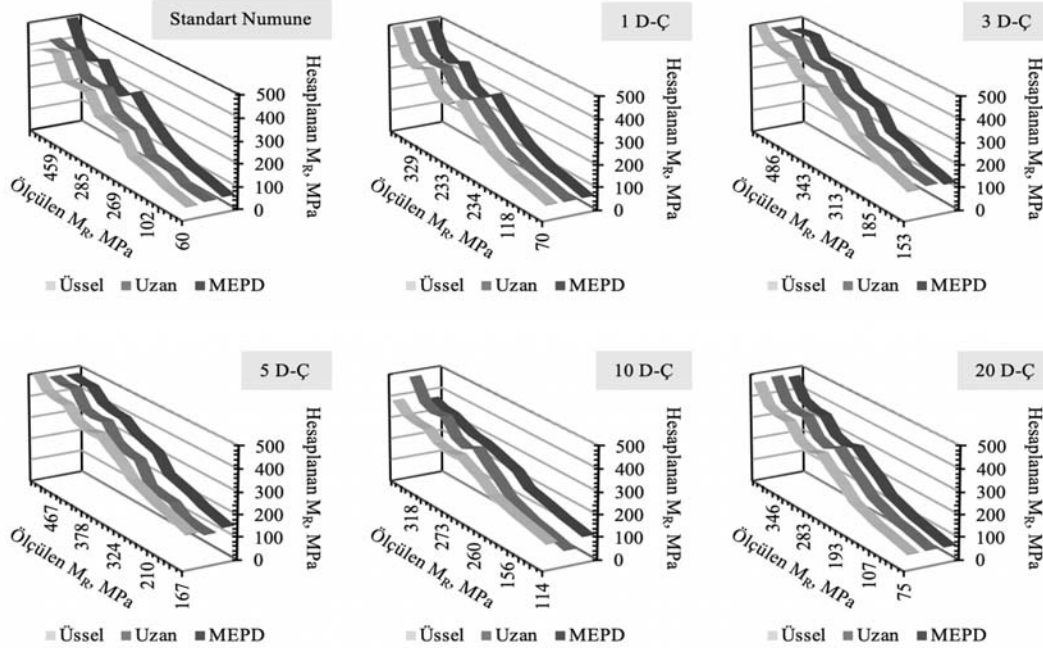 Standart Numune
Hesaplanan M_R, MPa
500
400
300
200
100
0
459
285
269
102
60
Ölçülen M_R, MPa
Üssel Uzan MEPD
1 D-Ç
Hesaplanan M_R, MPa
500
400
300
200
100
0
329
233
234
118
70
Ölçülen M_R, MPa
Üssel Uzan MEPD
3 D-Ç
Hesaplanan M_R, MPa
500
400
300
200
100
0
486
343
313
185
153
Ölçülen M_R, MPa
Üssel Uzan MEPD
5 D-Ç
Hesaplanan M_R, MPa
500
400
300
200
100
0
467
378
324
210
167
Ölçülen M_R, MPa
Üssel Uzan MEPD
10 D-Ç
Hesaplanan M_R, MPa
500
400
300
200
100
0
318
273
260
156
114
Ölçülen M_R, MPa
Üssel Uzan MEPD
20 D-Ç
Hesaplanan M_R, MPa
500
400
300
200
100
0
346
283
193
107
75
Ölçülen M_R, MPa
Üssel Uzan MEPD